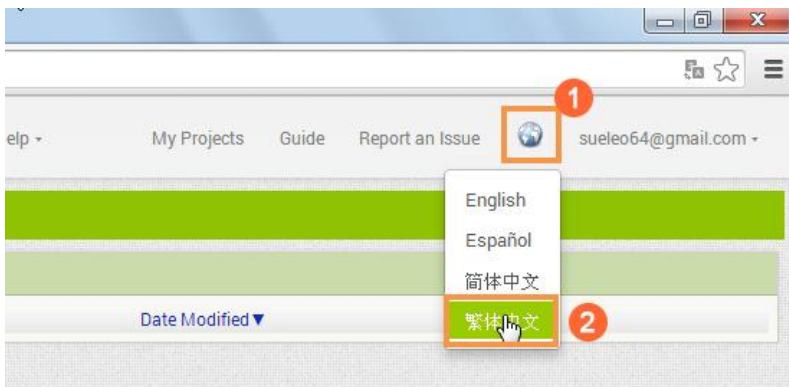 1
elp
My Projects Guide Report an Issue sueleo64@gmail.com
English
Español
简体中文
Date Modified▼
繁体中文 2